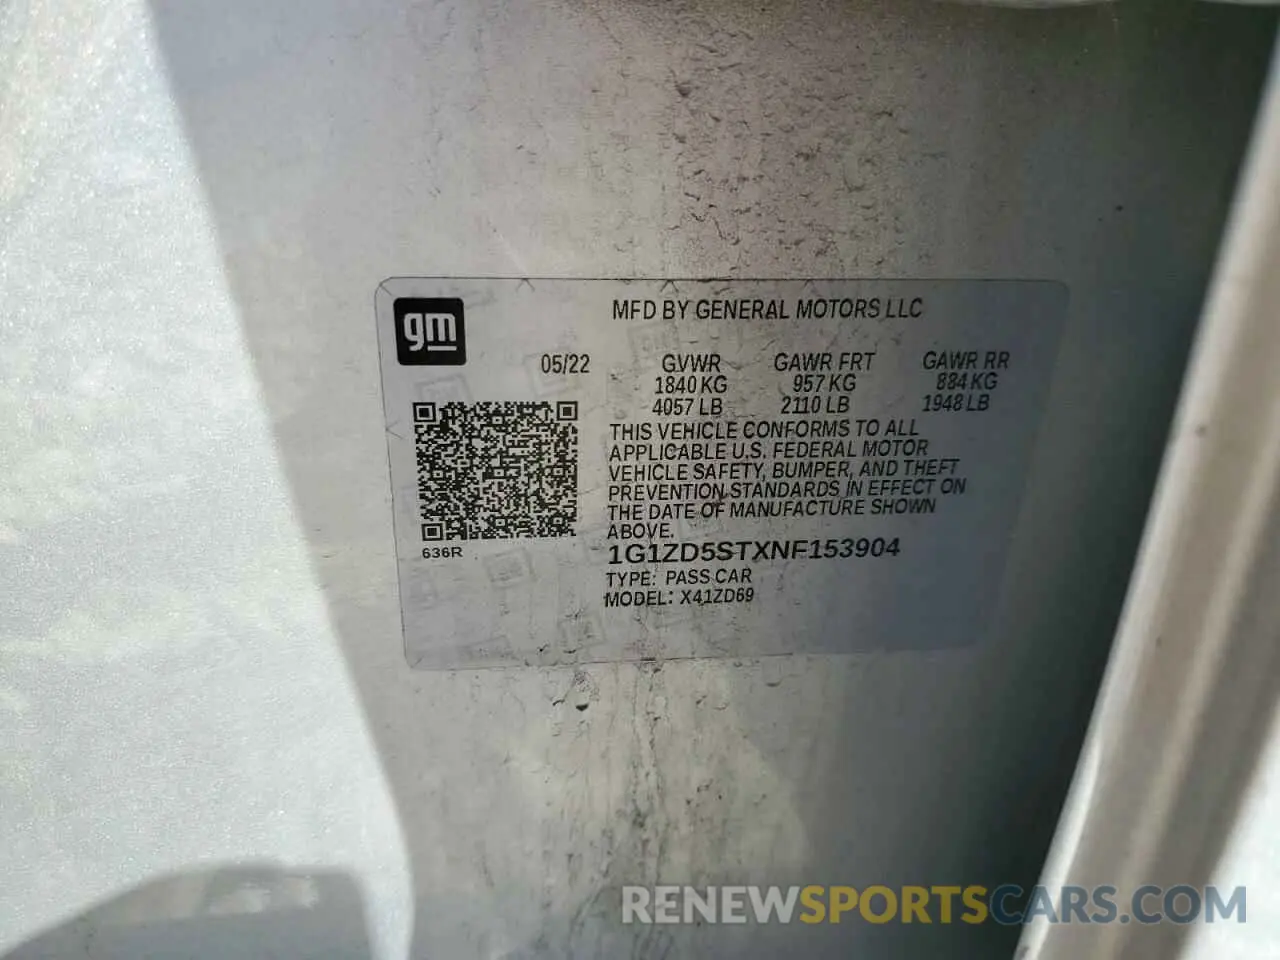 MFD BY GENERAL MOTORS LLC
gm
05/22 GVWR GAWR FRT GAWR RR
1840 KG 957 KG 884 KG
4057 LB 2110 LB 1948 LB
THIS VEHICLE CONFORMS TO ALL
APPLICABLE U.S. FEDERAL MOTOR
VEHICLE SAFETY, BUMPER, AND THEFT
PREVENTION STANDARDS IN EFFECT ON
THE DATE OF MANUFACTURE SHOWN
ABOVE.
636R
1G1ZD5STXNF153904
TYPE: PASS CAR
MODEL: X41ZD69
RENEWSPORTSCARS.COM